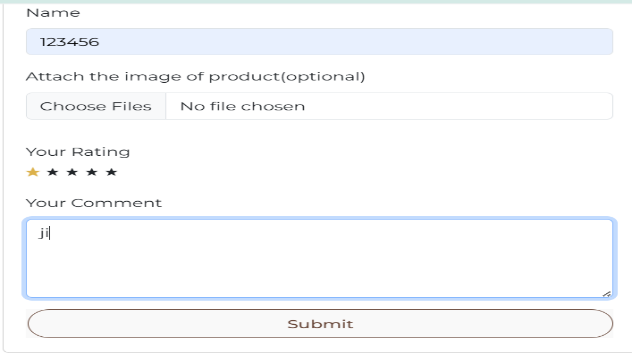 Name
123456
Attach the image of product(optional)
Choose Files No file chosen
Your Rating
Your Comment
ji
Submit